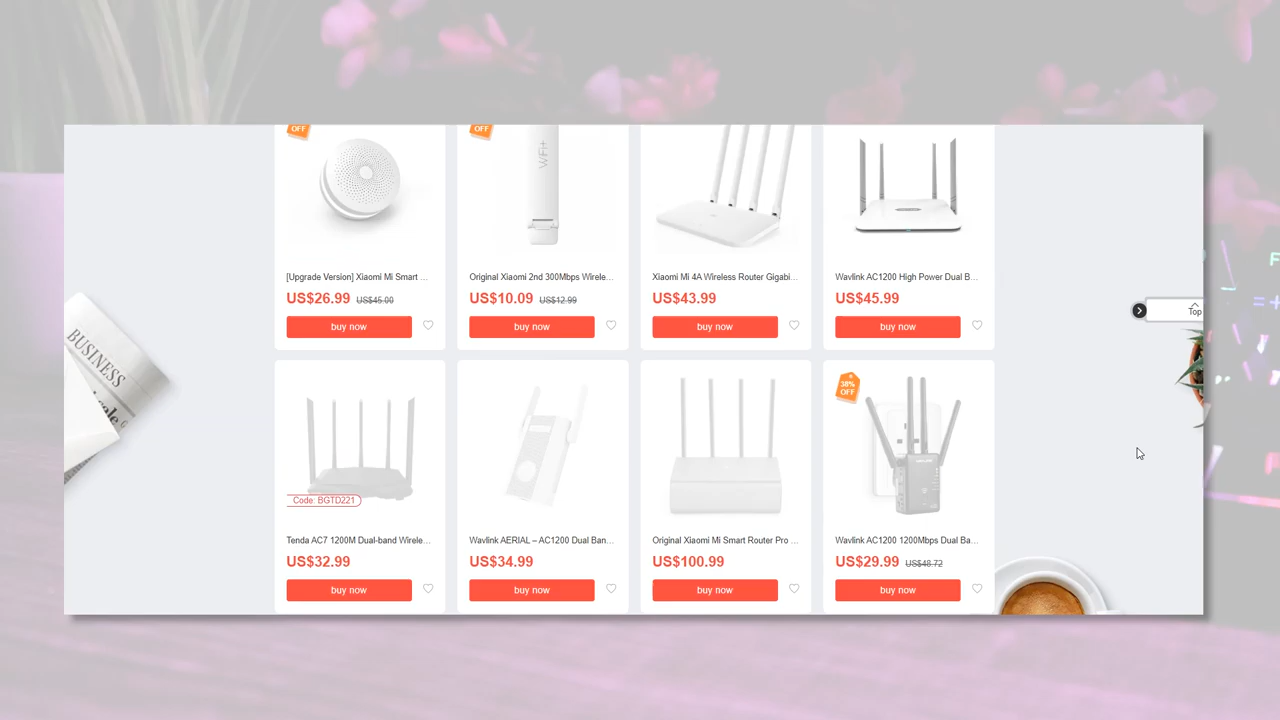 OFF
OFF
WiFi+
[Upgrade Version] Xiaomi Mi Smart ...
Original Xiaomi 2nd 300Mbps Wirele...
Xiaomi Mi 4A Wireless Router Gigabi...
Wavlink AC1200 High Power Dual B...
US$26.99 US$45.00
US$10.09 US$12.99
US$43.99
US$45.99
buy now
buy now
buy now
buy now
Top
BUSINESS
38%
OFF
Code: BGTD221
Tenda AC7 1200M Dual-band Wirele...
Wavlink AERIAL – AC1200 Dual Ban...
Original Xiaomi Mi Smart Router Pro ...
Wavlink AC1200 1200Mbps Dual Ba...
US$32.99
US$34.99
US$100.99
US$29.99 US$48.72
buy now
buy now
buy now
buy now